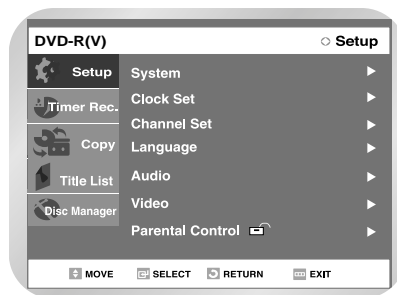 DVD-R(V) Setup
Setup
Timer Rec.
Copy
Title List
Disc Manager
System
Clock Set
Channel Set
Language
Audio
Video
Parental Control
MOVE SELECT RETURN EXIT